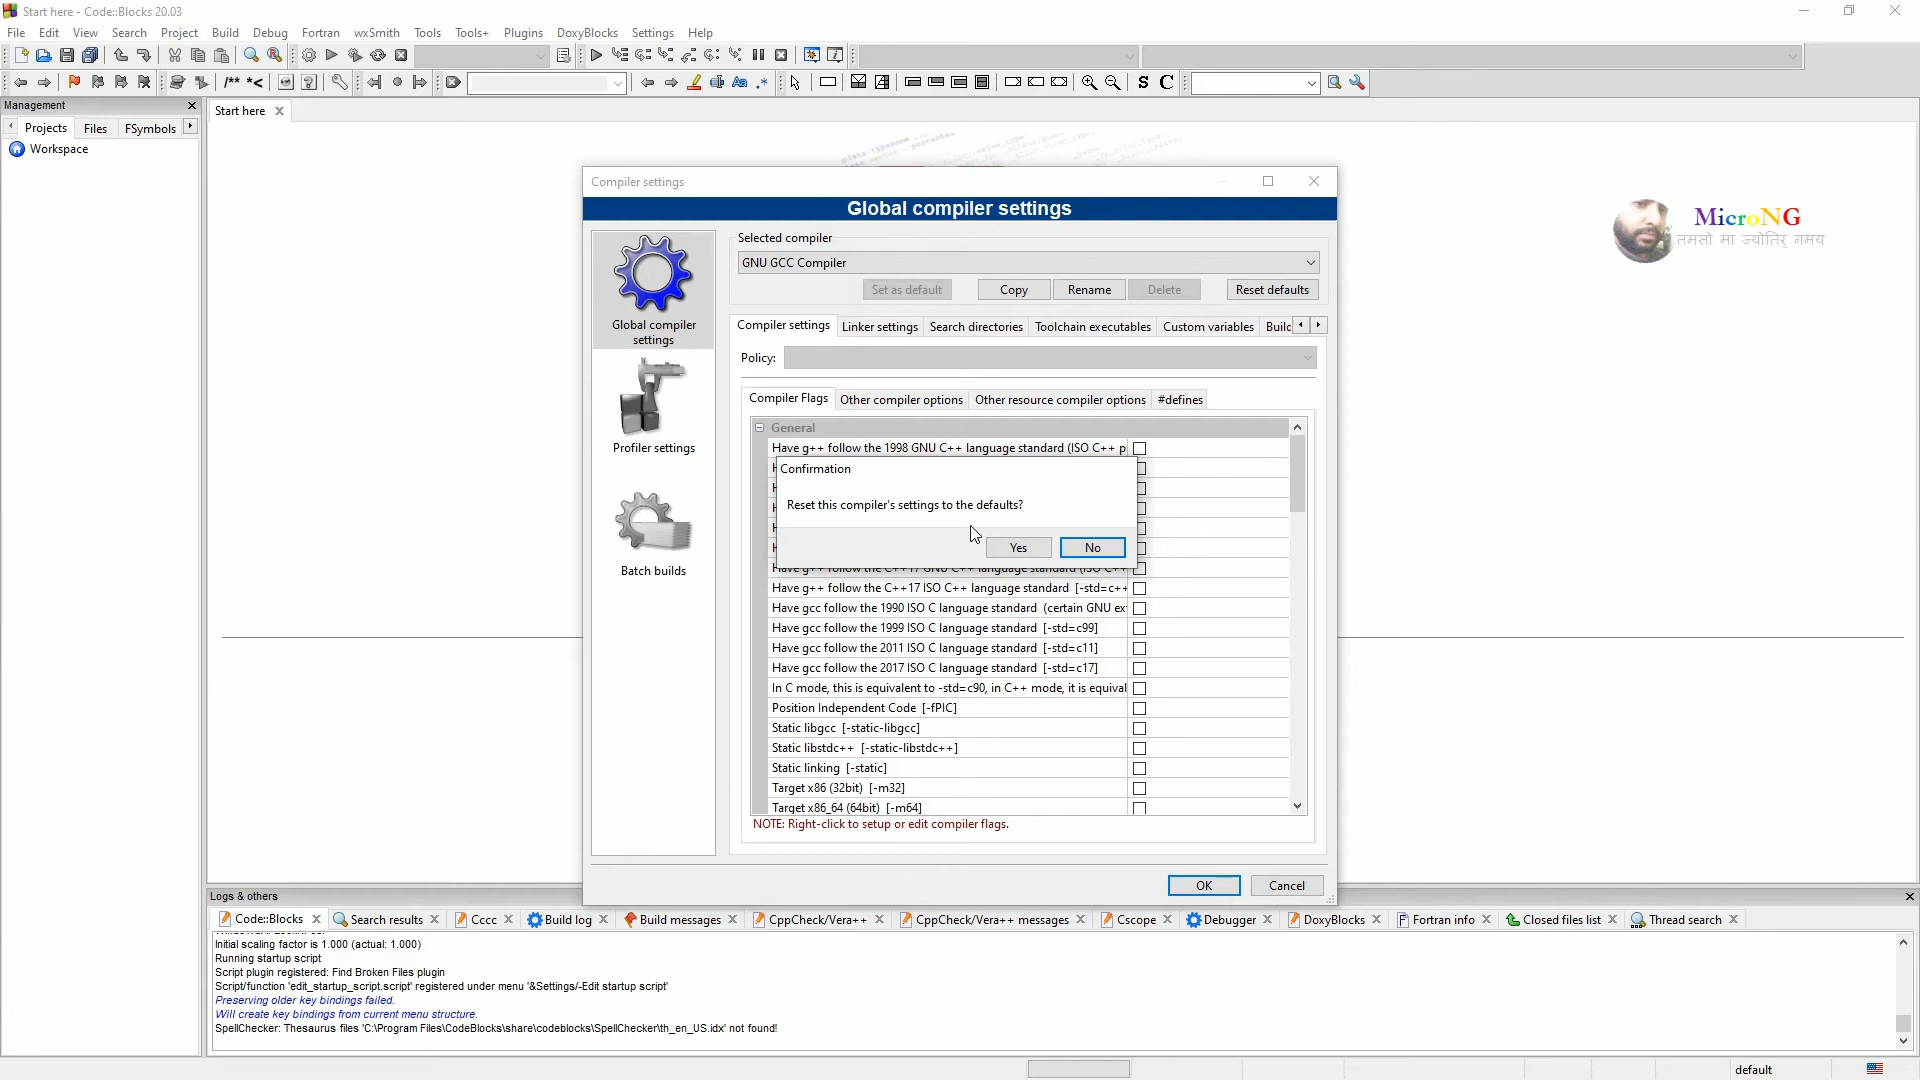 Start here - Code::Blocks 20.03
File Edit View Search Project Build Debug Fortran wxSmith Tools Tools+ Plugins DoxyBlocks Settings Help
/** *< Aa .* S C
Management
Start here
Projects Files FSymbols
Workspace
MicroNG
तमसो मा ज्योतिर् गमय
Compiler settings
Global compiler settings
Global compiler
settings
Profiler settings
Batch builds
Selected compiler
GNU GCC Compiler
Set as default Copy Rename Delete Reset defaults
Compiler settings Linker settings Search directories Toolchain executables Custom variables Builc
Policy:
Compiler Flags Other compiler options Other resource compiler options #defines
General
Have g++ follow the 1998 GNU C++ language standard (ISO C++ p
Confirmation
Reset this compiler's settings to the defaults?
Yes No
Have g++ follow the C++17 GNU C++ language standard (ISO C++
Have g++ follow the C++17 ISO C++ language standard [-std=c++
Have gcc follow the 1990 ISO C language standard (certain GNU ex
Have gcc follow the 1999 ISO C language standard [-std=c99]
Have gcc follow the 2011 ISO C language standard [-std=c11]
Have gcc follow the 2017 ISO C language standard [-std=c17]
In C mode, this is equivalent to -std=c90, in C++ mode, it is equival
Position Independent Code [-fPIC]
Static libgcc [-static-libgcc]
Static libstdc++ [-static-libstdc++]
Static linking [-static]
Target x86 (32bit) [-m32]
Target x86_64 (64bit) [-m64]
NOTE: Right-click to setup or edit compiler flags.
OK Cancel
Logs & others
Code::Blocks Search results Cccc Build log Build messages CppCheck/Vera++ CppCheck/Vera++ messages Cscope Debugger DoxyBlocks Fortran info Closed files list Thread search
Initial scaling factor is 1.000 (actual: 1.000)
Running startup script
Script plugin registered: Find Broken Files plugin
Script/function 'edit_startup_script.script' registered under menu '&Settings/-Edit startup script'
Preserving older key bindings failed.
Will create key bindings from current menu structure.
SpellChecker: Thesaurus files 'C:\Program Files\CodeBlocks\share\codeblocks\SpellChecker\th_en_US.idx' not found!
default